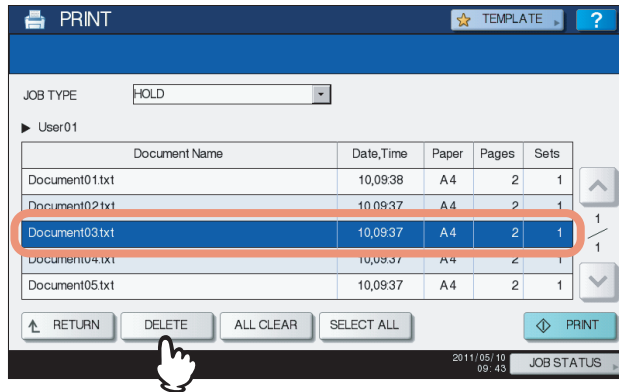 PRINT TEMPLATE ?
JOB TYPE HOLD
User01
Document Name Date,Time Paper Pages Sets
Document01.txt 10,09:38 A4 2 1
Document02.txt 10,09:37 A4 2 1
Document03.txt 10,09:37 A4 2 1
Document04.txt 10,09:37 A4 2 1
Document05.txt 10,09:37 A4 2 1
1
1
RETURN DELETE ALL CLEAR SELECT ALL PRINT
2011/05/10
09:43 JOB STATUS